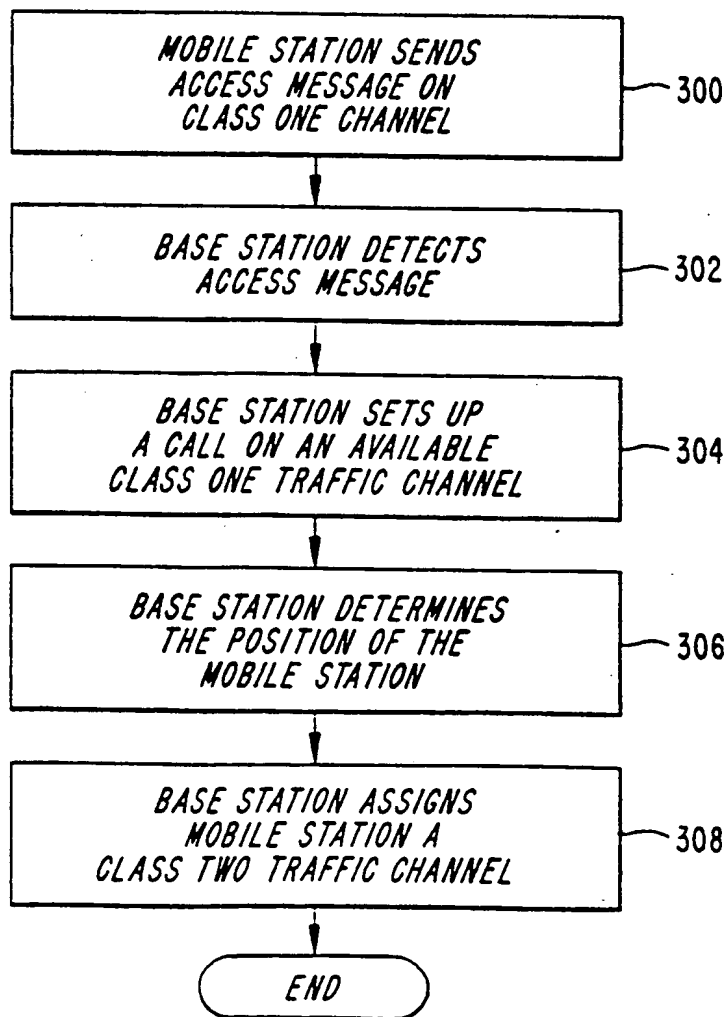 MOBILE STATION SENDS
ACCESS MESSAGE ON
CLASS ONE CHANNEL
300
BASE STATION DETECTS
ACCESS MESSAGE
302
BASE STATION SETS UP
A CALL ON AN AVAILABLE
CLASS ONE TRAFFIC CHANNEL
304
BASE STATION DETERMINES
THE POSITION OF THE
MOBILE STATION
306
BASE STATION ASSIGNS
MOBILE STATION A
CLASS TWO TRAFFIC CHANNEL
308
END